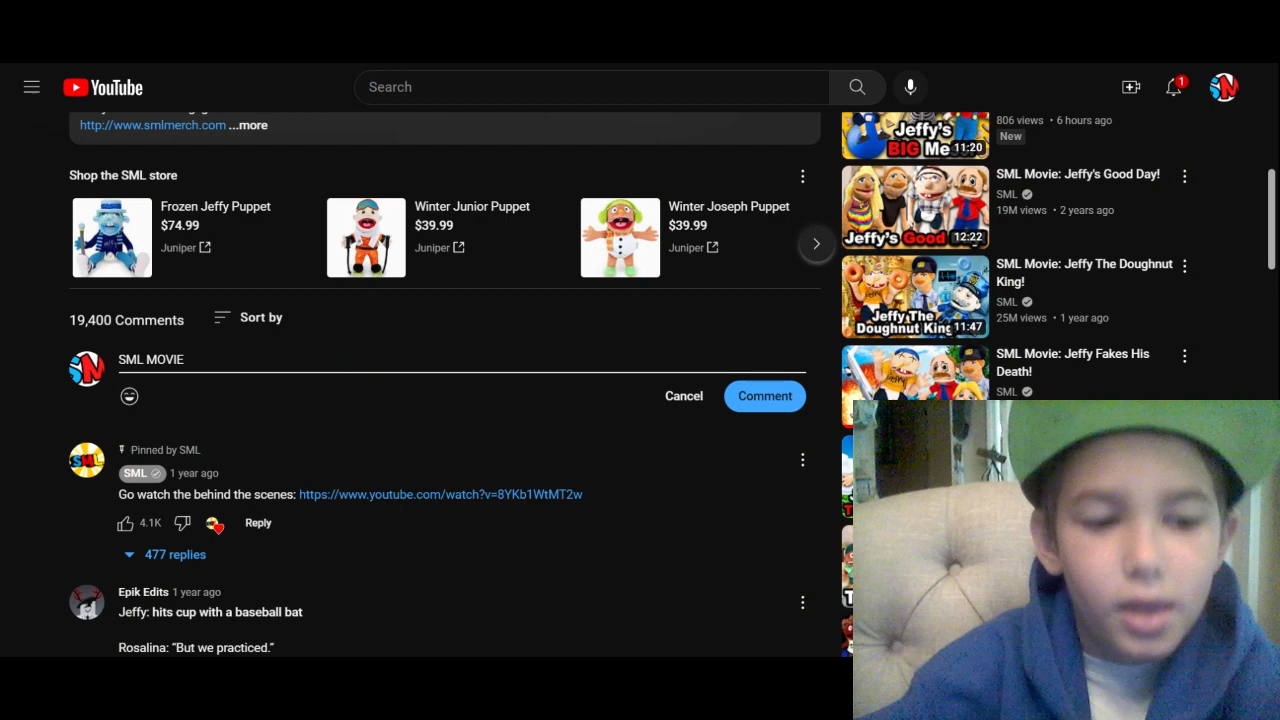 YouTube
Search
1
http://www.smlmerch.com ...more
Shop the SML store
Frozen Jeffy Puppet
$74.99
Juniper
Winter Junior Puppet
$39.99
Juniper
Winter Joseph Puppet
$39.99
Juniper
19,400 Comments
Sort by
SML MOVIE
Cancel
Comment
Pinned by SML
SML
1 year ago
Go watch the behind the scenes: https://www.youtube.com/watch?v=8YKb1WtMT2w
4.1K
Reply
477 replies
Epik Edits 1 year ago
Jeffy: hits cup with a baseball bat
Rosalina: “But we practiced.”
Jeffy's
BIG
11:20
806 views • 6 hours ago
New
Jeffy's Good
12:22
SML Movie: Jeffy's Good Day!
SML
19M views • 2 years ago
Jeffy The
Doughnut King
11:47
SML Movie: Jeffy The Doughnut
King!
SML
25M views • 1 year ago
SML Movie: Jeffy Fakes His
Death!
SML